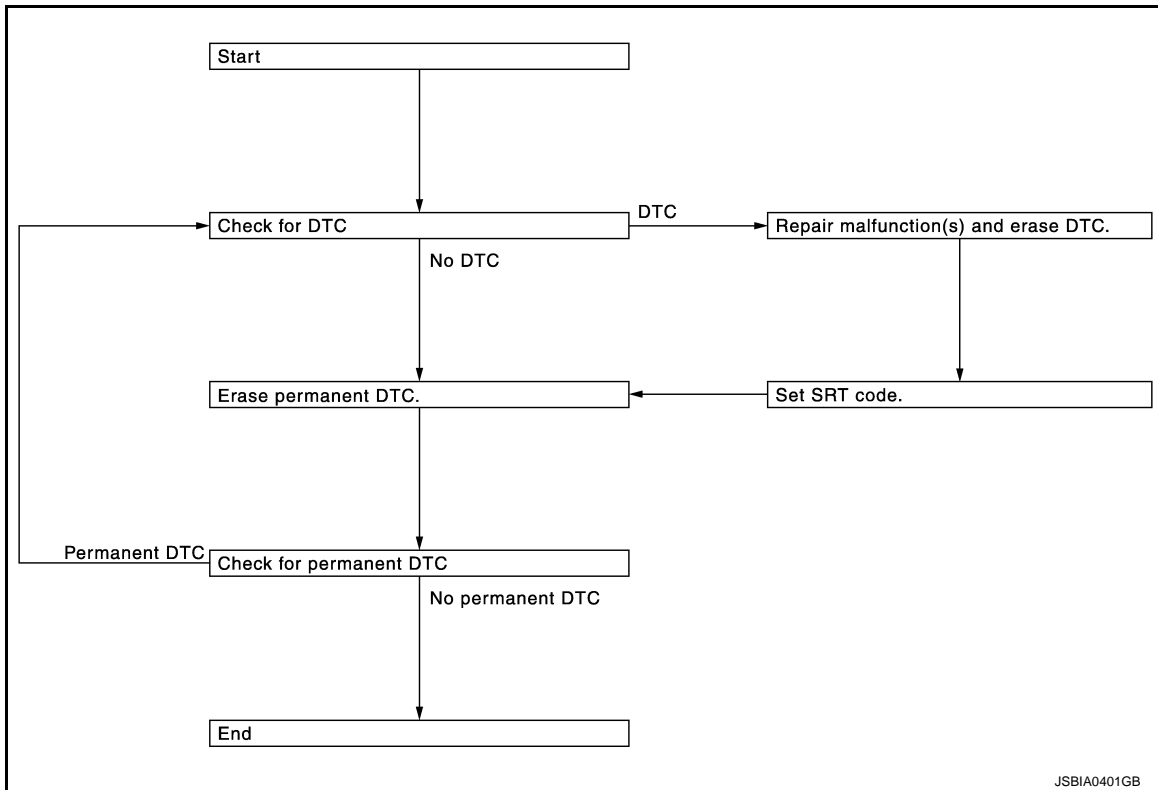 Start
Check for DTC
DTC
Repair malfunction(s) and erase DTC.
No DTC
Erase permanent DTC.
Set SRT code.
Permanent DTC
Check for permanent DTC
No permanent DTC
End
JSBIA0401GB